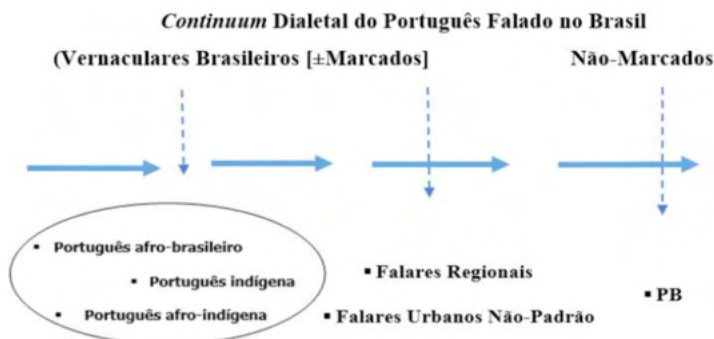 Continuum Dialetal do Português Falado no Brasil
(Vernaculares Brasileiros [±Marcados] Não-Marcados
▪ Português afro-brasileiro
▪ Português indígena
▪ Português afro-indígena
▪ Falares Regionais
▪ Falares Urbanos Não-Padrão
▪ PB